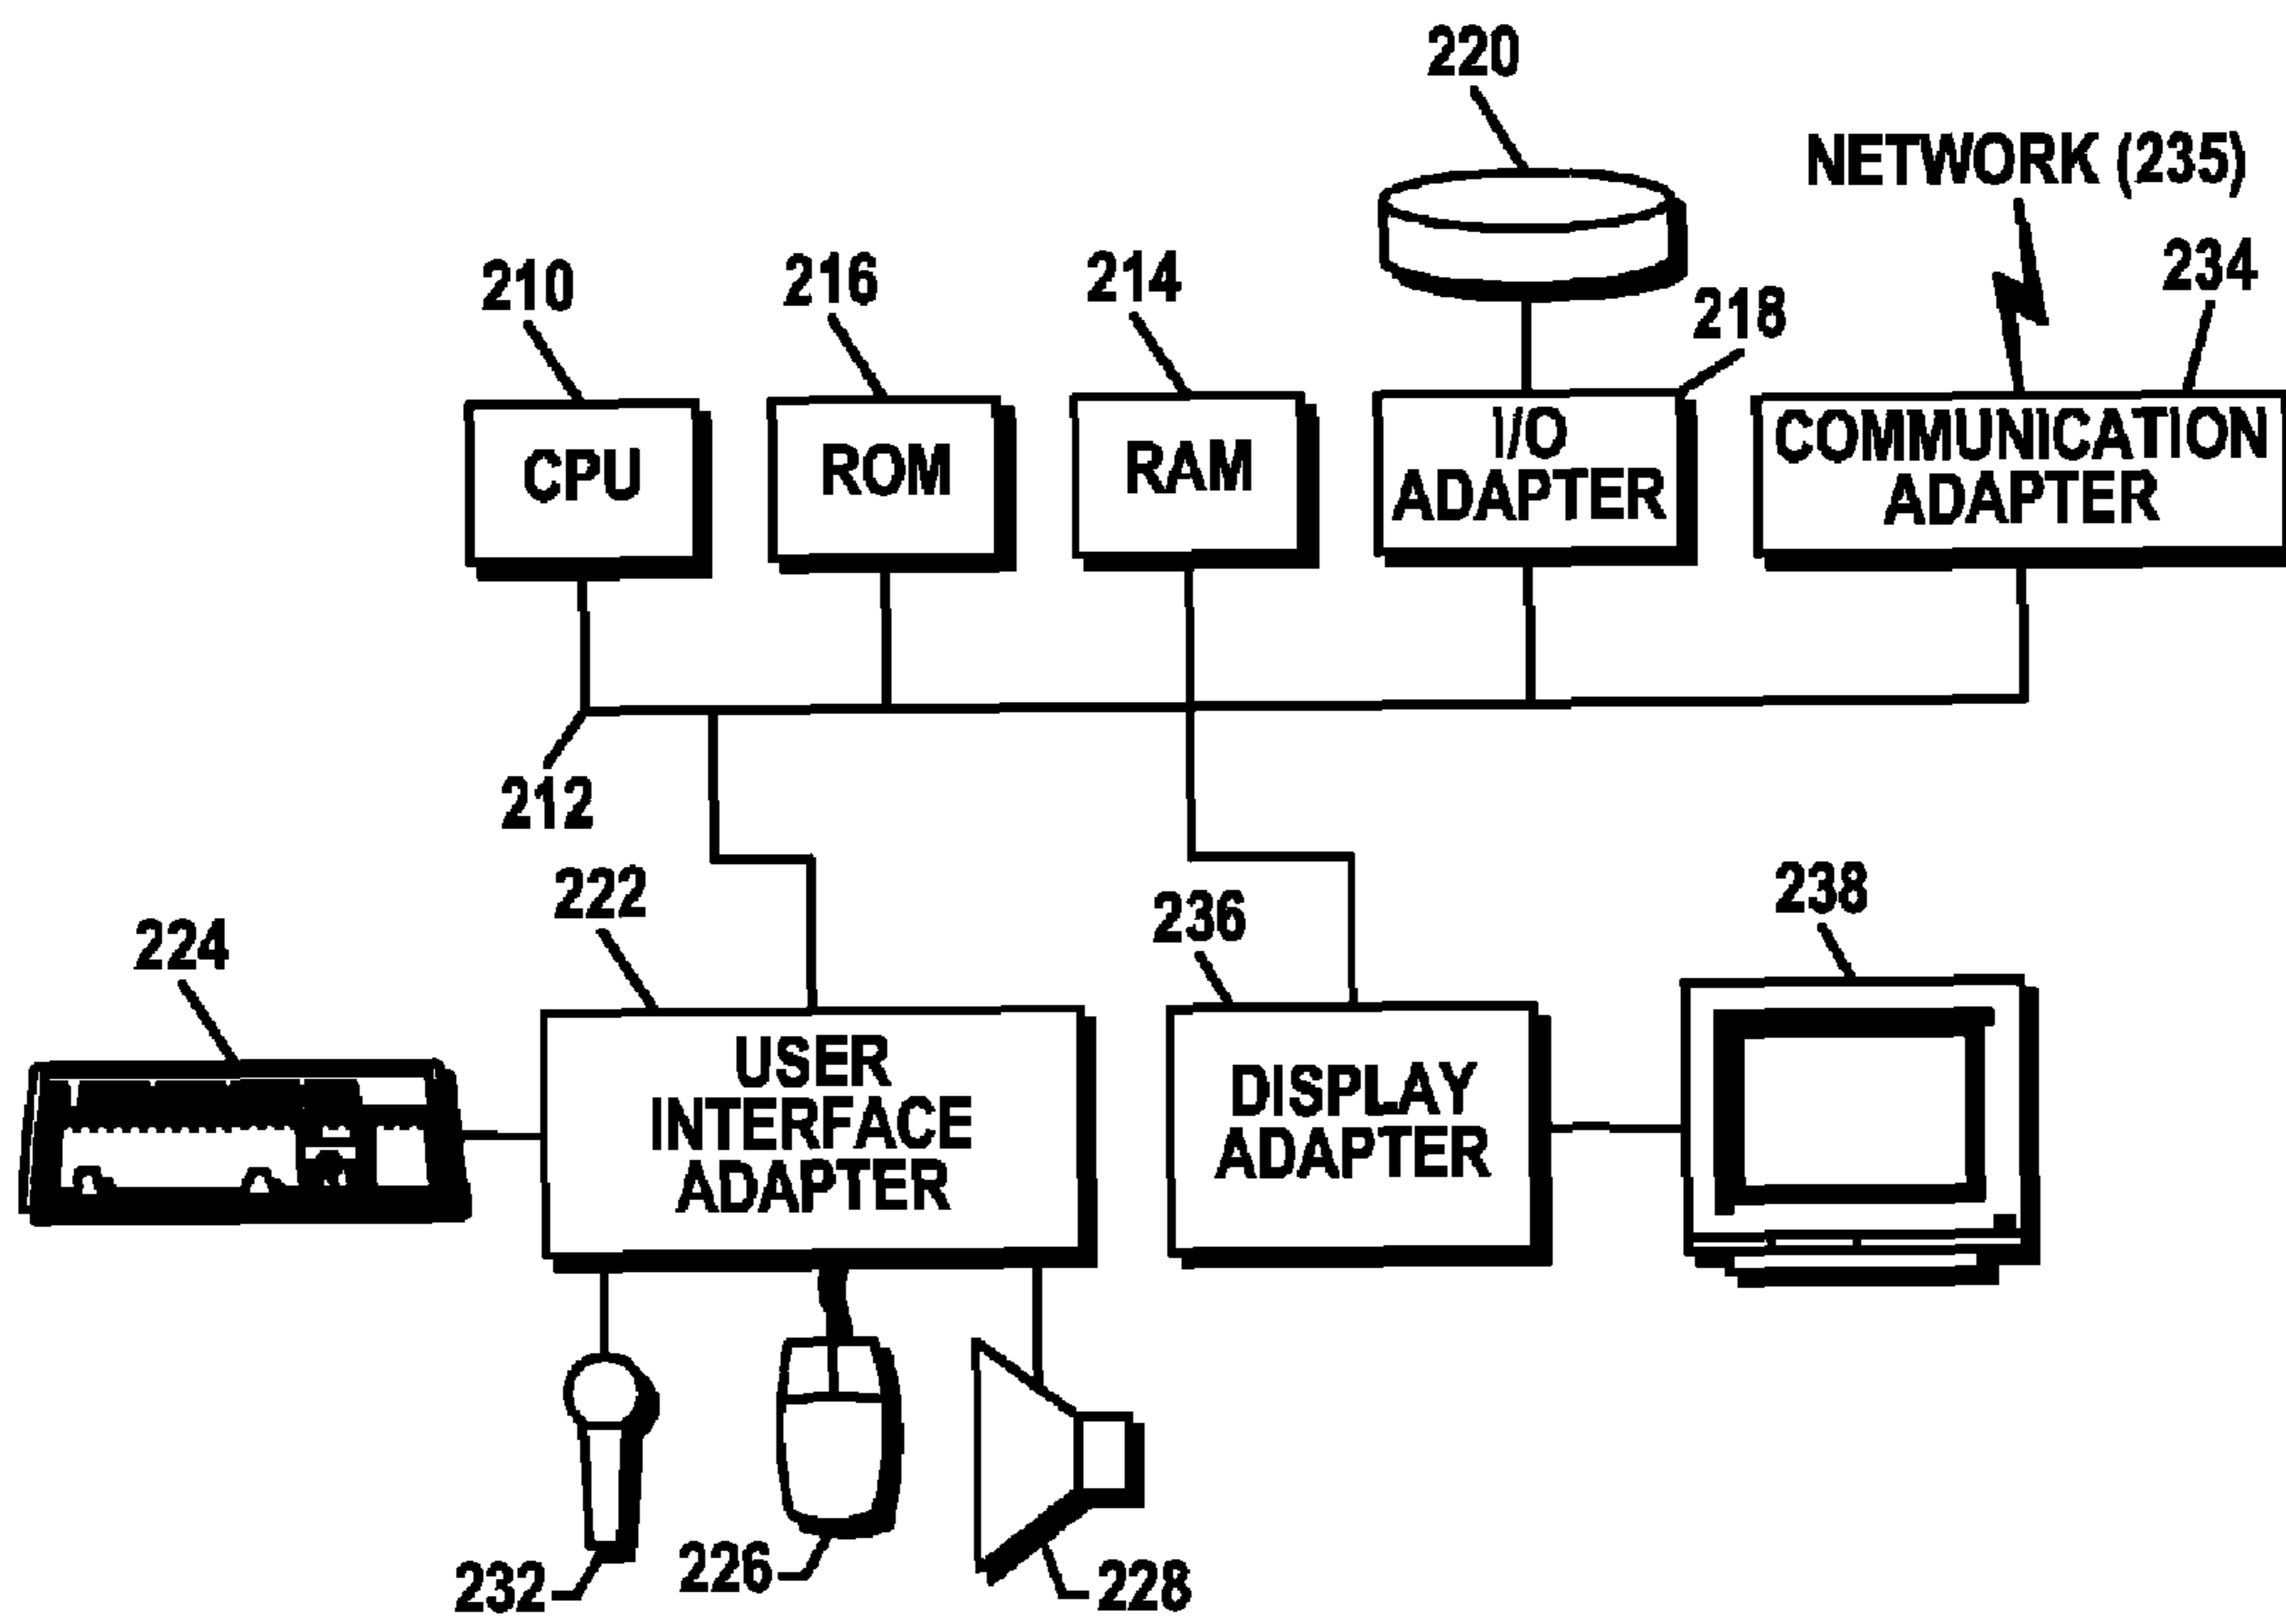 220
NETWORK (235)
210
216
214
218
234
CPU
ROM
RAM
I/O
ADAPTER
COMMUNICATION
ADAPTER
212
222
236
238
224
USER
INTERFACE
ADAPTER
DISPLAY
ADAPTER
232
226
228